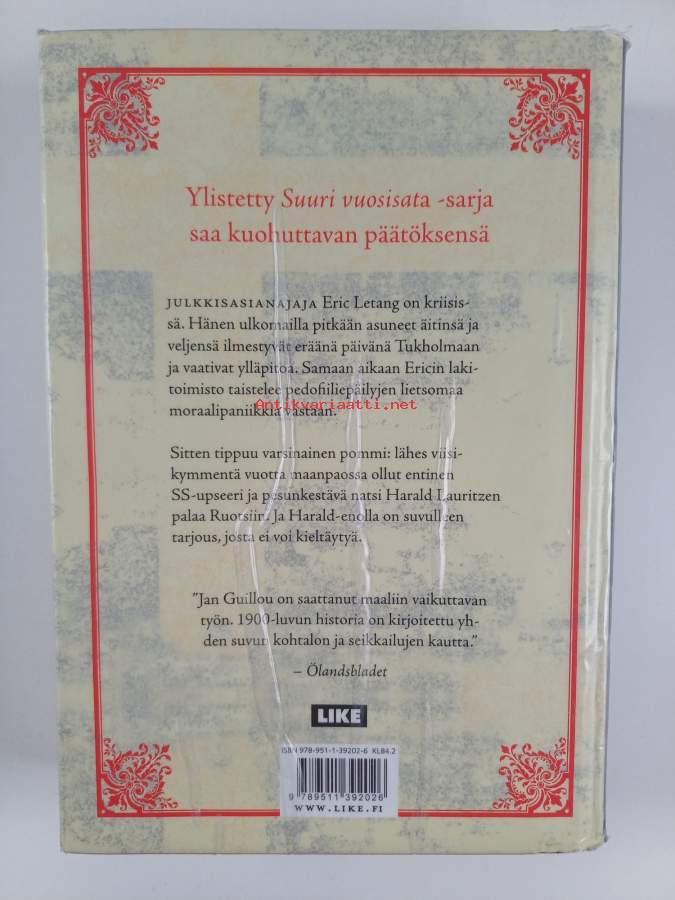 Ylistetty Suuri vuosisata -sarja
saa kuohuttavan päätöksensä
JULKKISASIANAJAJA Eric Letang on kriisis-
sä. Hänen ulkomailla pitkään asuneet äitinsä ja
veljensä ilmestyvät eräänä päivänä Tukholmaan
ja vaativat ylläpitoa. Samaan aikaan Ericin laki-
toimisto taistelee pedofiiliepäilyjen lietsomaa
Antikvariaatti.net
moraalipaniikkia vastaan.
Sitten tippuu varsinainen pommi: lähes viisi-
kymmentä vuotta maanpaossa ollut entinen
SS-upseeri ja pesunkestävä natsi Harald Lauritzen
palaa Ruotsiin. Ja Harald-enolla on suvulleen
tarjous, josta ei voi kieltäytyä.
"Jan Guillou on saattanut maaliin vaikuttavan
työn. 1900-luvun historia on kirjoitettu yh-
den suvun kohtalon ja seikkailujen kautta."
– Ölandsbladet
LIKE
ISBN 978-951-1-39202-6 KL84.2
9 789511 392026
WWW.LIKE.FI